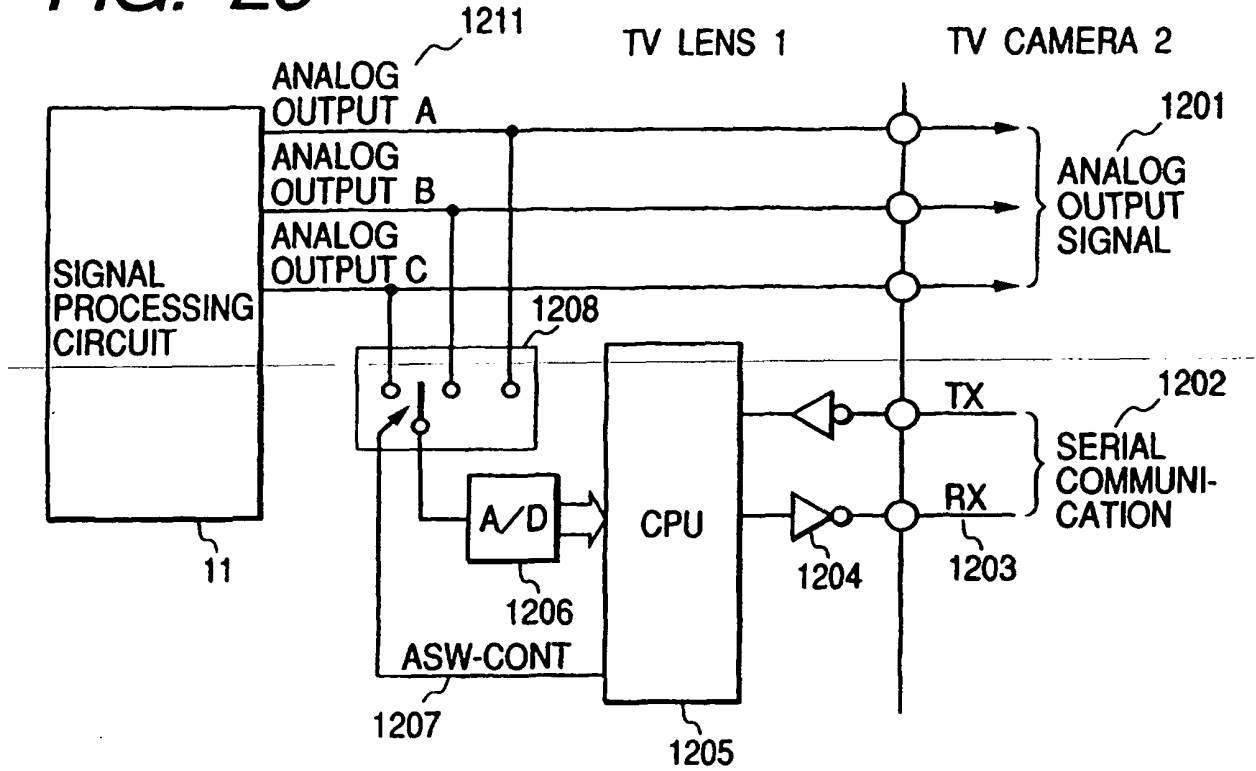 1211
TV LENS 1
TV CAMERA 2
ANALOG
OUTPUT A
1201
ANALOG
OUTPUT B
ANALOG
OUTPUT
SIGNAL
ANALOG
OUTPUT C
SIGNAL
PROCESSING
CIRCUIT
1208
TX
1202
SERIAL
COMMUNI-
CATION
A/D
CPU
RX
11
1206
1204
1203
ASW-CONT
1207
1205